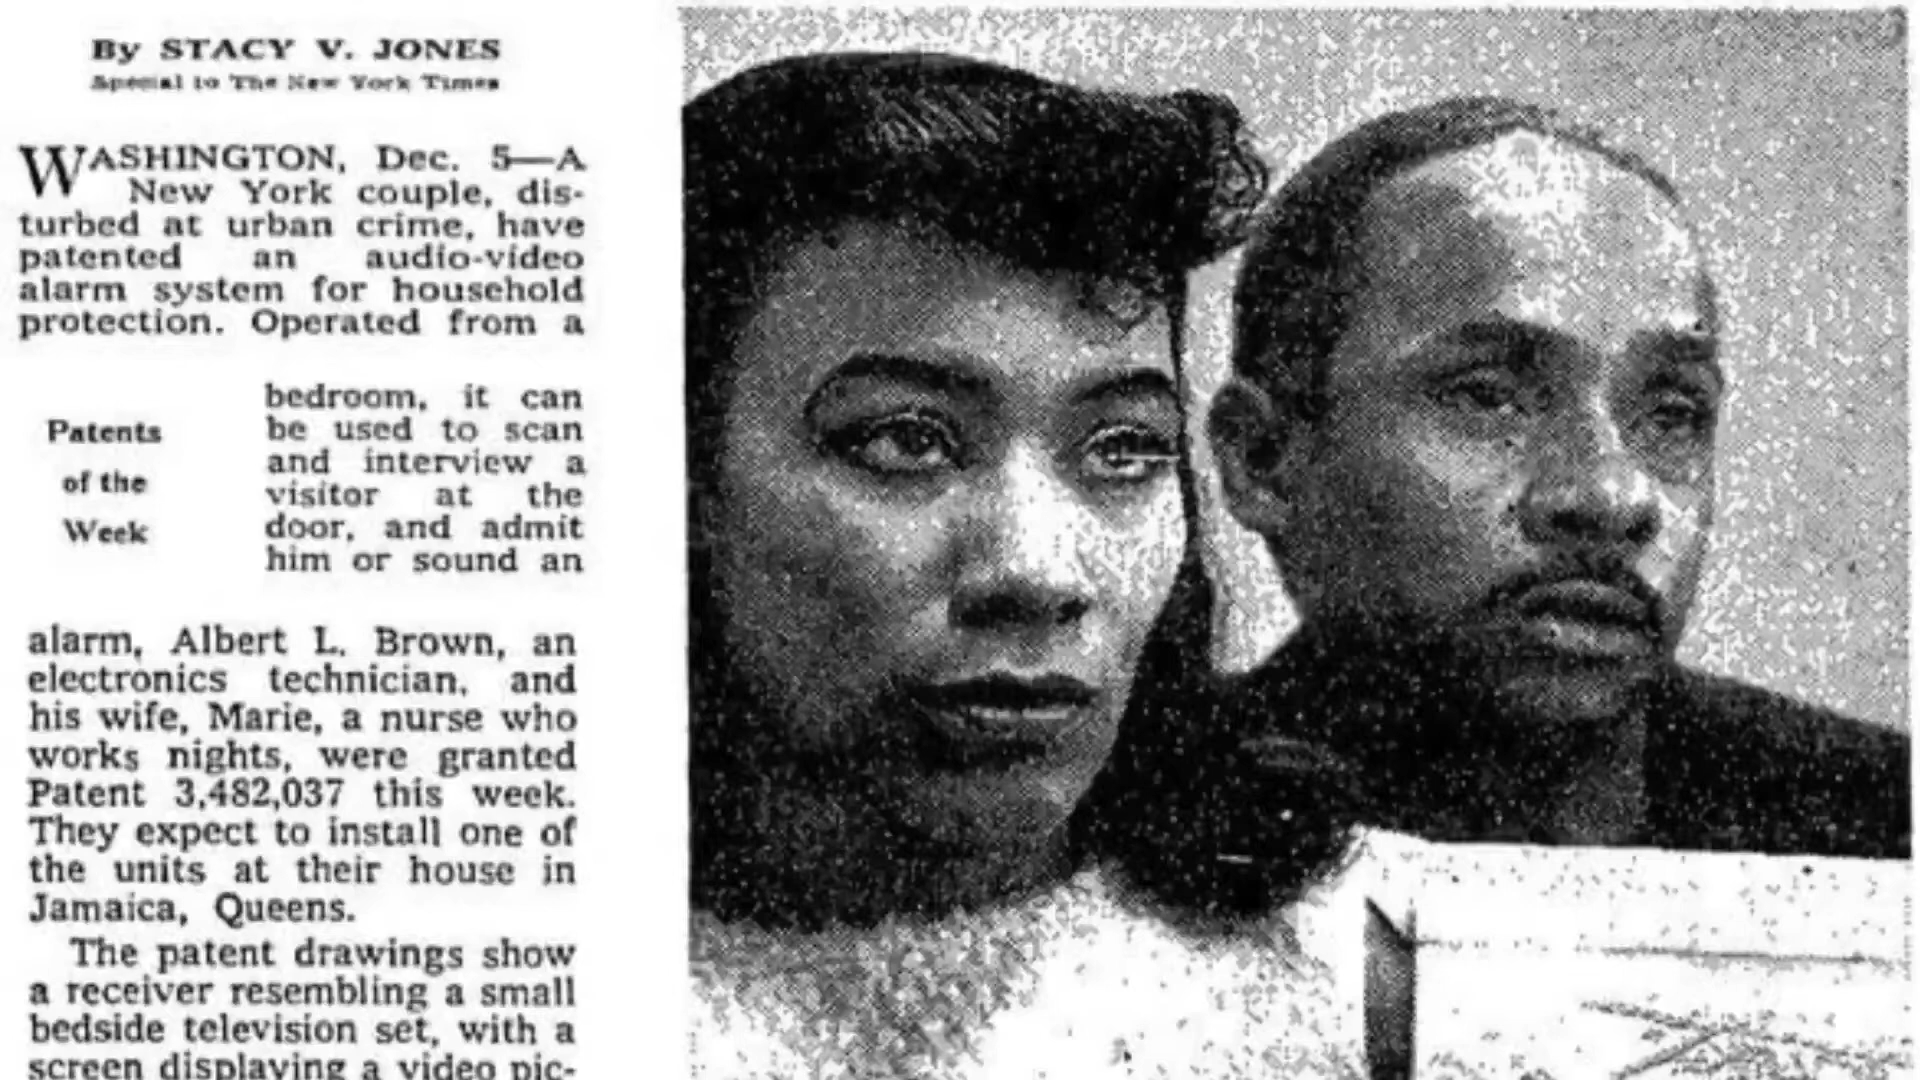 By STACY V. JONES
Special to The New York Times
WASHINGTON, Dec. 5—A
New York couple, dis-
turbed at urban crime, have
patented an audio-video
alarm system for household
protection. Operated from a
Patents
of the
Week
bedroom, it can
be used to scan
and interview a
visitor at the
door, and admit
him or sound an
alarm, Albert L. Brown, an
electronics technician, and
his wife, Marie, a nurse who
works nights, were granted
Patent 3,482,037 this week.
They expect to install one of
the units at their house in
Jamaica, Queens.
The patent drawings show
a receiver resembling a small
bedside television set, with a
screen displaying a video pic-